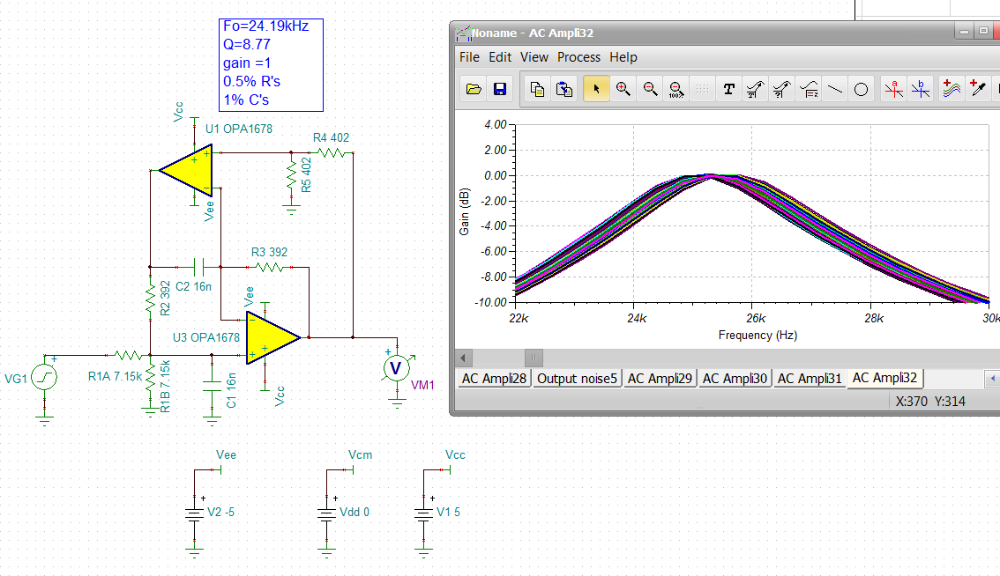 Fo=24.19kHz
Q=8.77
gain =1
0.5% R's
1% C's
Vcc
U1 OPA1678
R4 402
R5 402
Vee
R3 392
C2 16n
R2 392
Vee
U3 OPA1678
VG1
R1A 7.15k
R1B 7.15k
C1 16n
Vcc
V
VM1
Vee
Vcm
Vcc
V2 -5
Vdd 0
V1 5
Noname - AC Ampli32
File Edit View Process Help
100%
T
a
b
4.00
2.00
0.00
-2.00
-4.00
-6.00
-8.00
-10.00
Gain (dB)
22k 24k 26k 28k 30k
Frequency (Hz)
AC Ampli28 Output noise5 AC Ampli29 AC Ampli30 AC Ampli31 AC Ampli32
X:370 Y:314